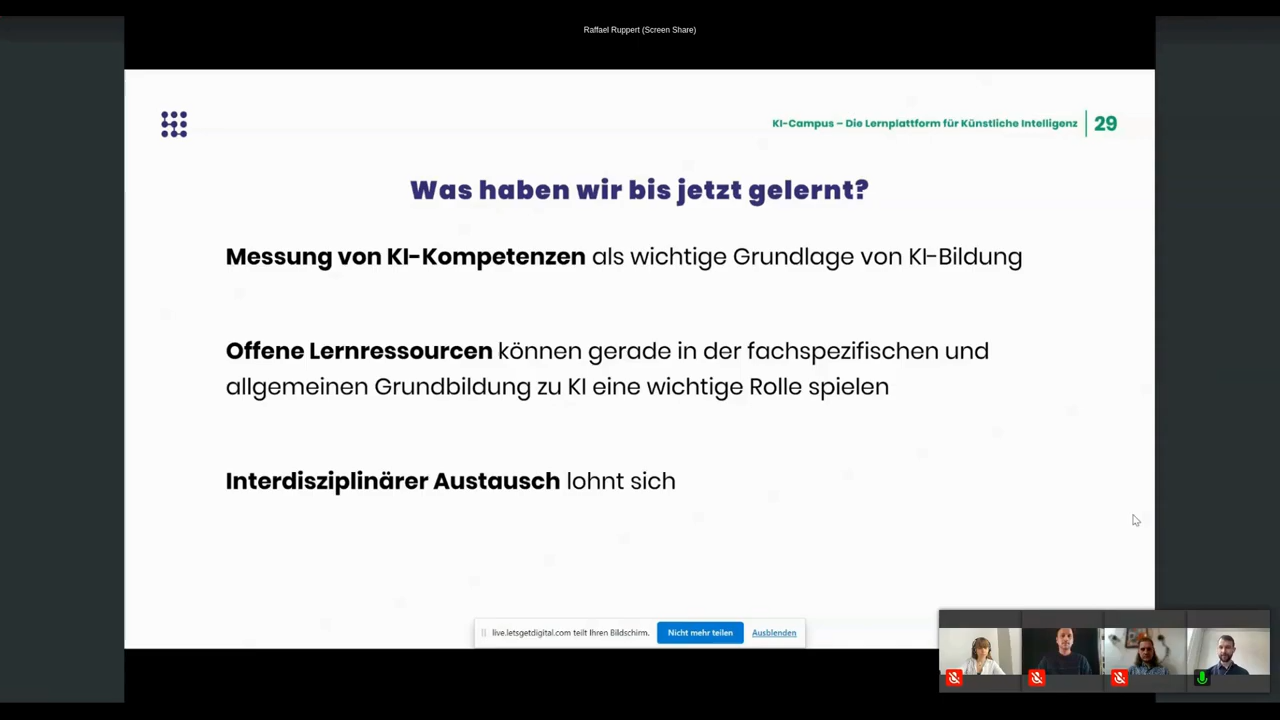 Raffael Ruppert (Screen Share)
KI-Campus – Die Lernplattform für Künstliche Intelligenz
29
Was haben wir bis jetzt gelernt?
Messung von KI-Kompetenzen als wichtige Grundlage von KI-Bildung
Offene Lernressourcen können gerade in der fachspezifischen und
allgemeinen Grundbildung zu KI eine wichtige Rolle spielen
Interdisziplinärer Austausch lohnt sich
live.letsgetdigital.com teilt Ihren Bildschirm.
Nicht mehr teilen
Ausblenden